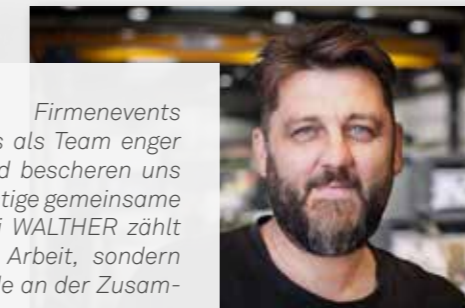 Firmenevents
s als Team enger
d bescheren uns
tige gemeinsame
i WALTHER zählt
Arbeit, sondern
le an der Zusam-